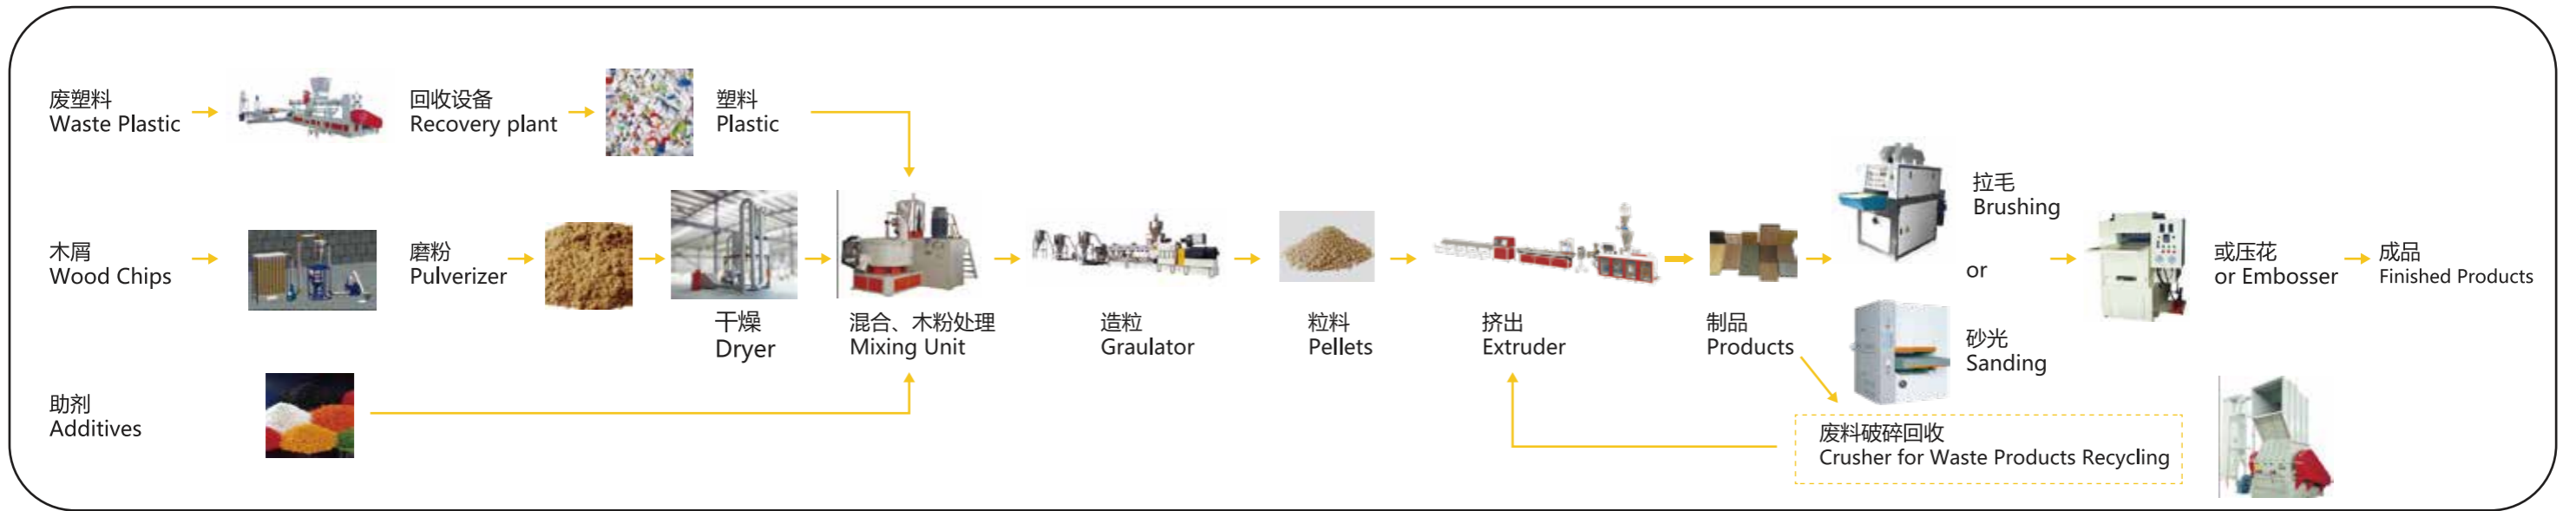 废塑料
Waste Plastic
回收设备
Recovery plant
塑料
Plastic
木屑
Wood Chips
磨粉
Pulverizer
干燥
Dryer
混合、木粉处理
Mixing Unit
造粒
Graulator
粒料
Pellets
挤出
Extruder
制品
Products
拉毛
Brushing
or
砂光
Sanding
或压花
or Embosser
成品
Finished Products
助剂
Additives
废料破碎回收
Crusher for Waste Products Recycling